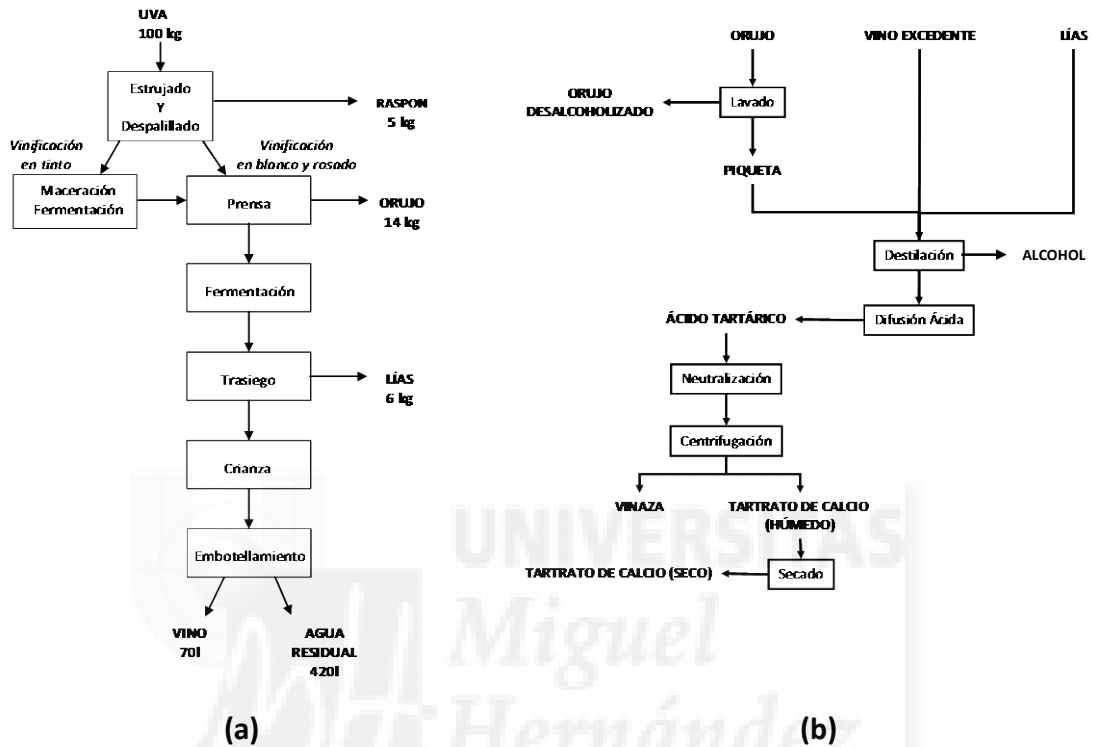 UVA
100 kg
Estrujado
Y
Despalillado
RASPON
5 kg
Vinificación
en tinto
Vinificación
en blanco y rosado
Maceración
Fermentación
Prensa
ORUJO
14 kg
Fermentación
Trasiego
LÍAS
6 kg
Crianza
Embotellamiento
VINO
70l
AGUA
RESIDUAL
420l
(a)
ORUJO
VINO EXCEDENTE
LÍAS
ORUJO
DESALCOHOLIZADO
Lavado
PIQUETA
Destilación
ALCOHOL
ÁCIDO TARTÁRICO
Difusión Ácida
Neutralización
Centrifugación
VINAZA
TARTRATO DE CALCIO
(HÚMEDO)
TARTRATO DE CALCIO (SECO)
Secado
(b)
UNIVERSITAS
Miguel
Hernández